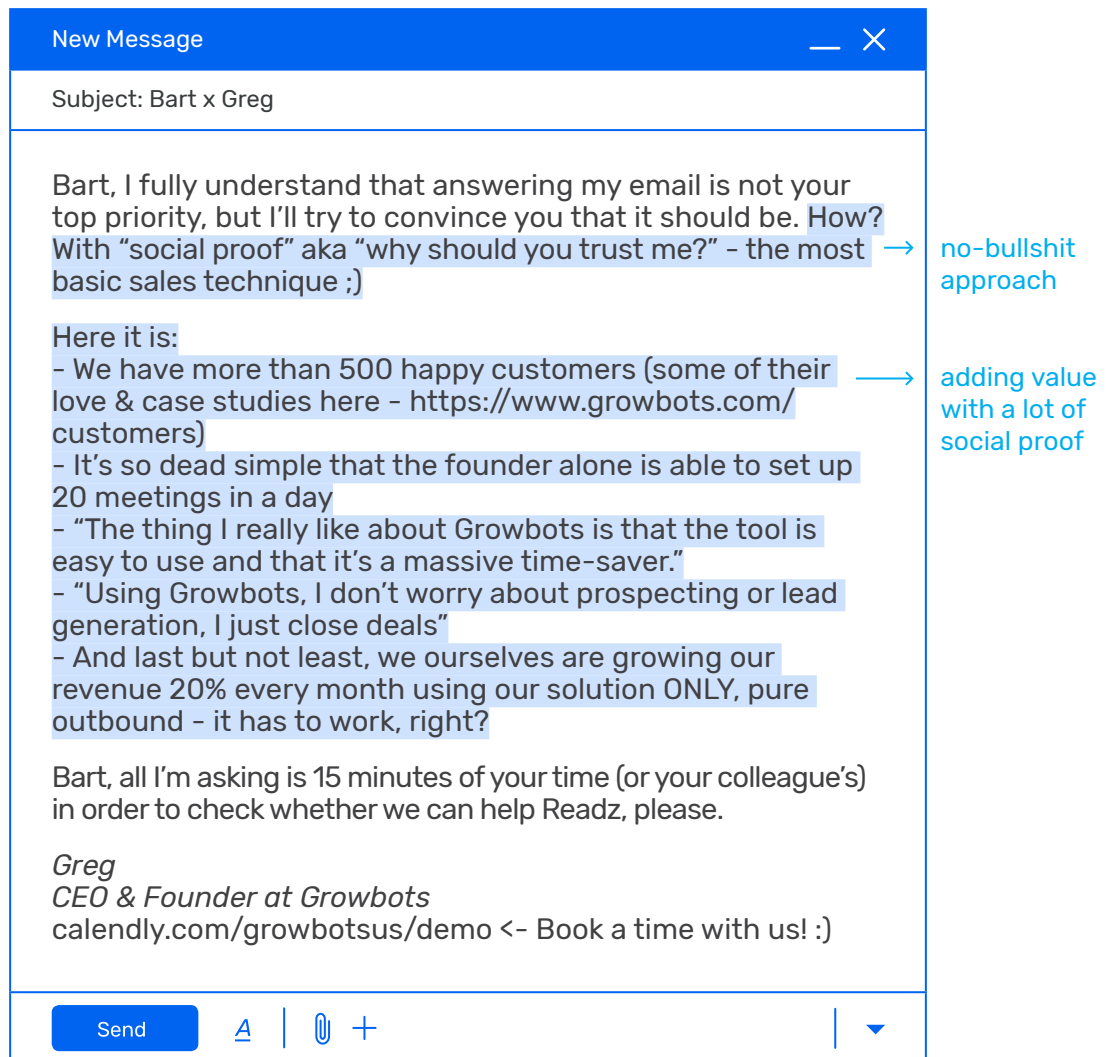 New Message
Subject: Bart x Greg
Bart, I fully understand that answering my email is not your
top priority, but I’ll try to convince you that it should be. How?
With “social proof” aka “why should you trust me?” - the most
basic sales technique ;)
no-bullshit
approach
Here it is:
- We have more than 500 happy customers (some of their
love & case studies here - https://www.growbots.com/
customers)
adding value
with a lot of
social proof
- It’s so dead simple that the founder alone is able to set up
20 meetings in a day
- “The thing I really like about Growbots is that the tool is
easy to use and that it’s a massive time-saver.”
- “Using Growbots, I don’t worry about prospecting or lead
generation, I just close deals”
- And last but not least, we ourselves are growing our
revenue 20% every month using our solution ONLY, pure
outbound - it has to work, right?
Bart, all I’m asking is 15 minutes of your time (or your colleague’s)
in order to check whether we can help Readz, please.
Greg
CEO & Founder at Growbots
calendly.com/growbotsus/demo <- Book a time with us! :)
Send A